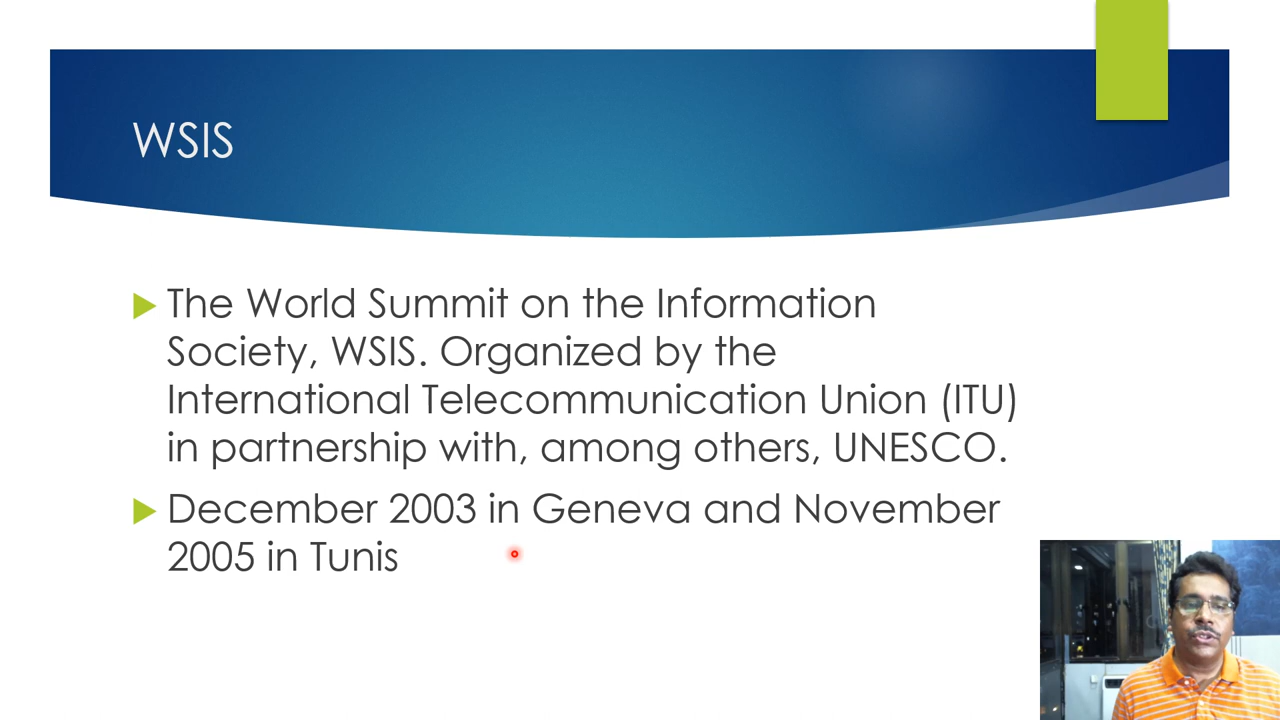 WSIS
The World Summit on the Information
Society, WSIS. Organized by the
International Telecommunication Union (ITU)
in partnership with, among others, UNESCO.
December 2003 in Geneva and November
2005 in Tunis